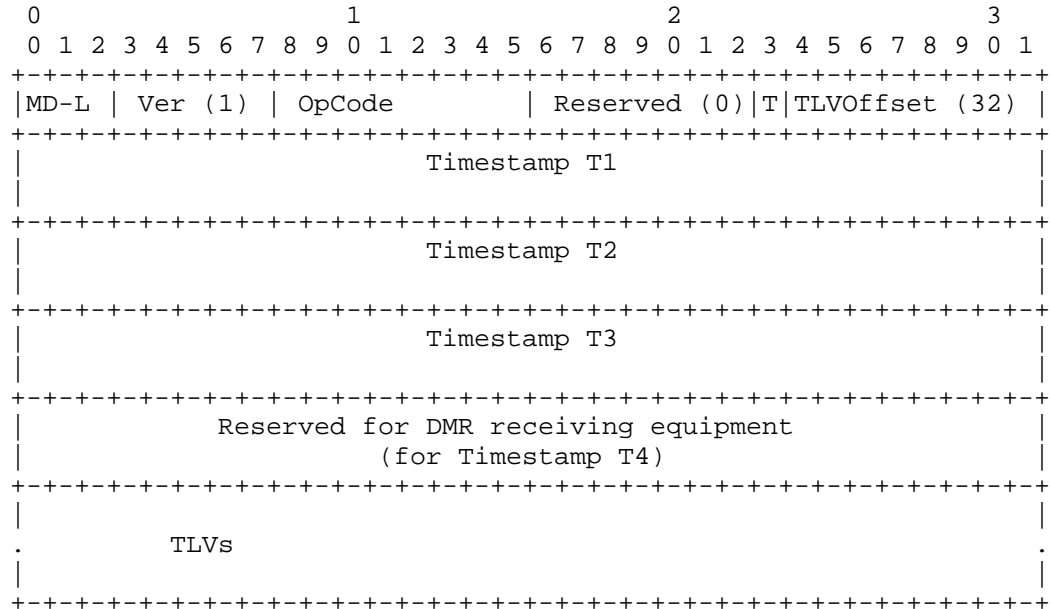 0                   1                   2                   3
 0 1 2 3 4 5 6 7 8 9 0 1 2 3 4 5 6 7 8 9 0 1 2 3 4 5 6 7 8 9 0 1
+-+-+-+-+-+-+-+-+-+-+-+-+-+-+-+-+-+-+-+-+-+-+-+-+-+-+-+-+-+-+-+-+
|MD-L | Ver (1) | OpCode        | Reserved (0)|T|TLVOffset (32) |
+-+-+-+-+-+-+-+-+-+-+-+-+-+-+-+-+-+-+-+-+-+-+-+-+-+-+-+-+-+-+-+-+
|                         Timestamp T1                          |
|                                                               |
+-+-+-+-+-+-+-+-+-+-+-+-+-+-+-+-+-+-+-+-+-+-+-+-+-+-+-+-+-+-+-+-+
|                         Timestamp T2                          |
|                                                               |
+-+-+-+-+-+-+-+-+-+-+-+-+-+-+-+-+-+-+-+-+-+-+-+-+-+-+-+-+-+-+-+-+
|                         Timestamp T3                          |
|                                                               |
+-+-+-+-+-+-+-+-+-+-+-+-+-+-+-+-+-+-+-+-+-+-+-+-+-+-+-+-+-+-+-+-+
|            Reserved for DMR receiving equipment               |
|                      (for Timestamp T4)                       |
+-+-+-+-+-+-+-+-+-+-+-+-+-+-+-+-+-+-+-+-+-+-+-+-+-+-+-+-+-+-+-+-+
|                                                               |
.         TLVs                                                  .
|                                                               |
+-+-+-+-+-+-+-+-+-+-+-+-+-+-+-+-+-+-+-+-+-+-+-+-+-+-+-+-+-+-+-+-+